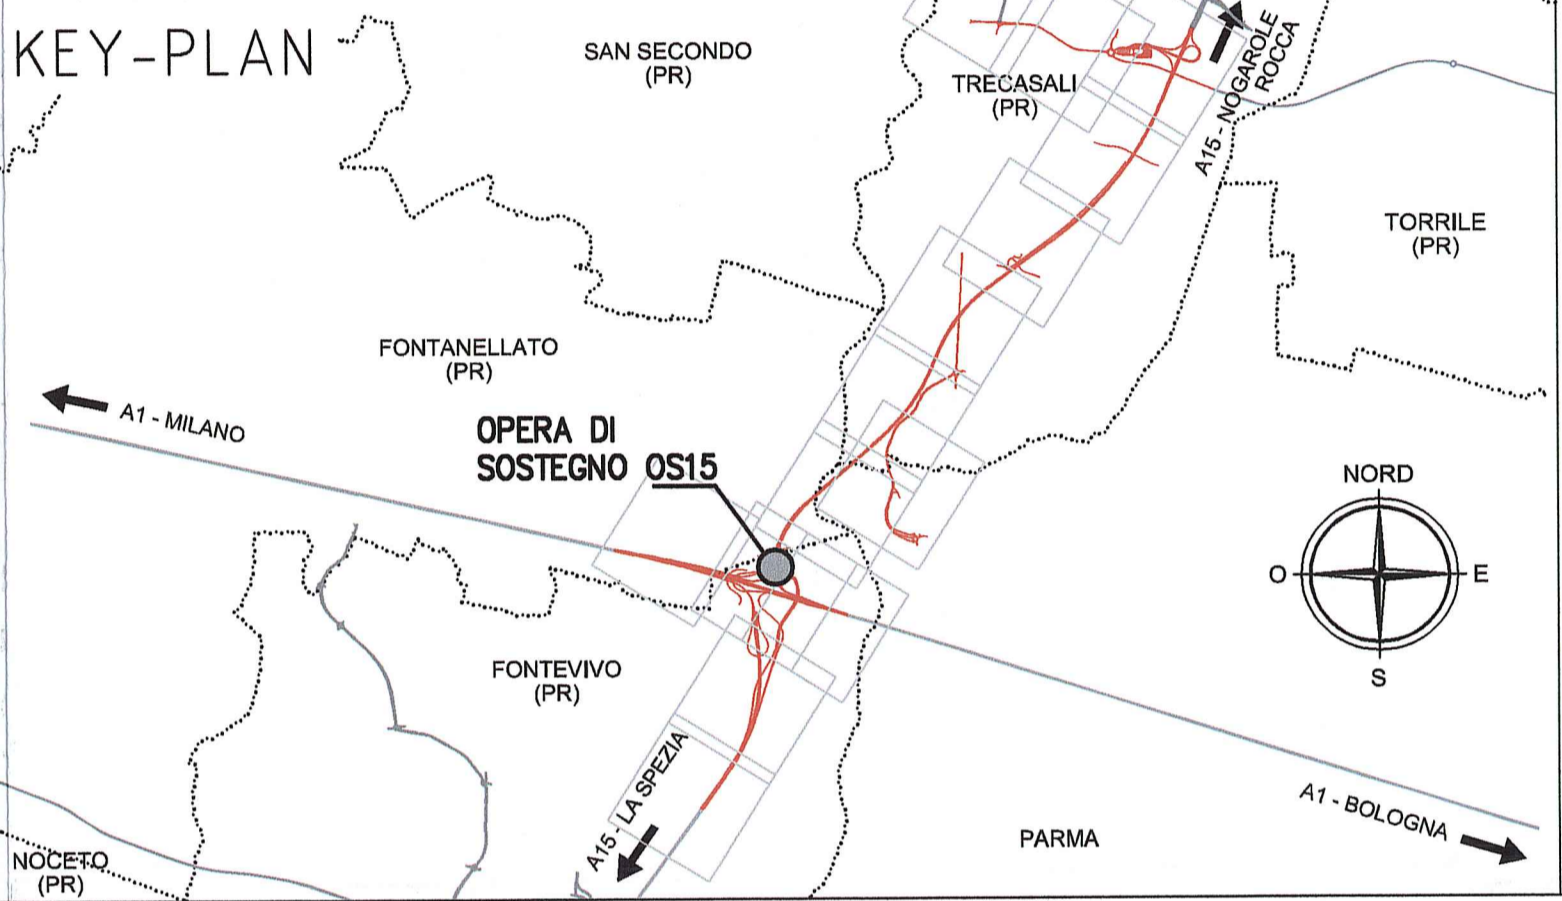 KEY-PLAN
SAN SECONDO
(PR)
TRECASALI
(PR)
A15 - NOGAROLE
ROCCA
TORRILE
(PR)
FONTANELLATO
(PR)
A1 - MILANO
OPERA DI
SOSTEGNO OS15
NORD
O
E
S
FONTEVIVO
(PR)
A15 - LA SPEZIA
A1 - BOLOGNA
PARMA
NOCETO
(PR)